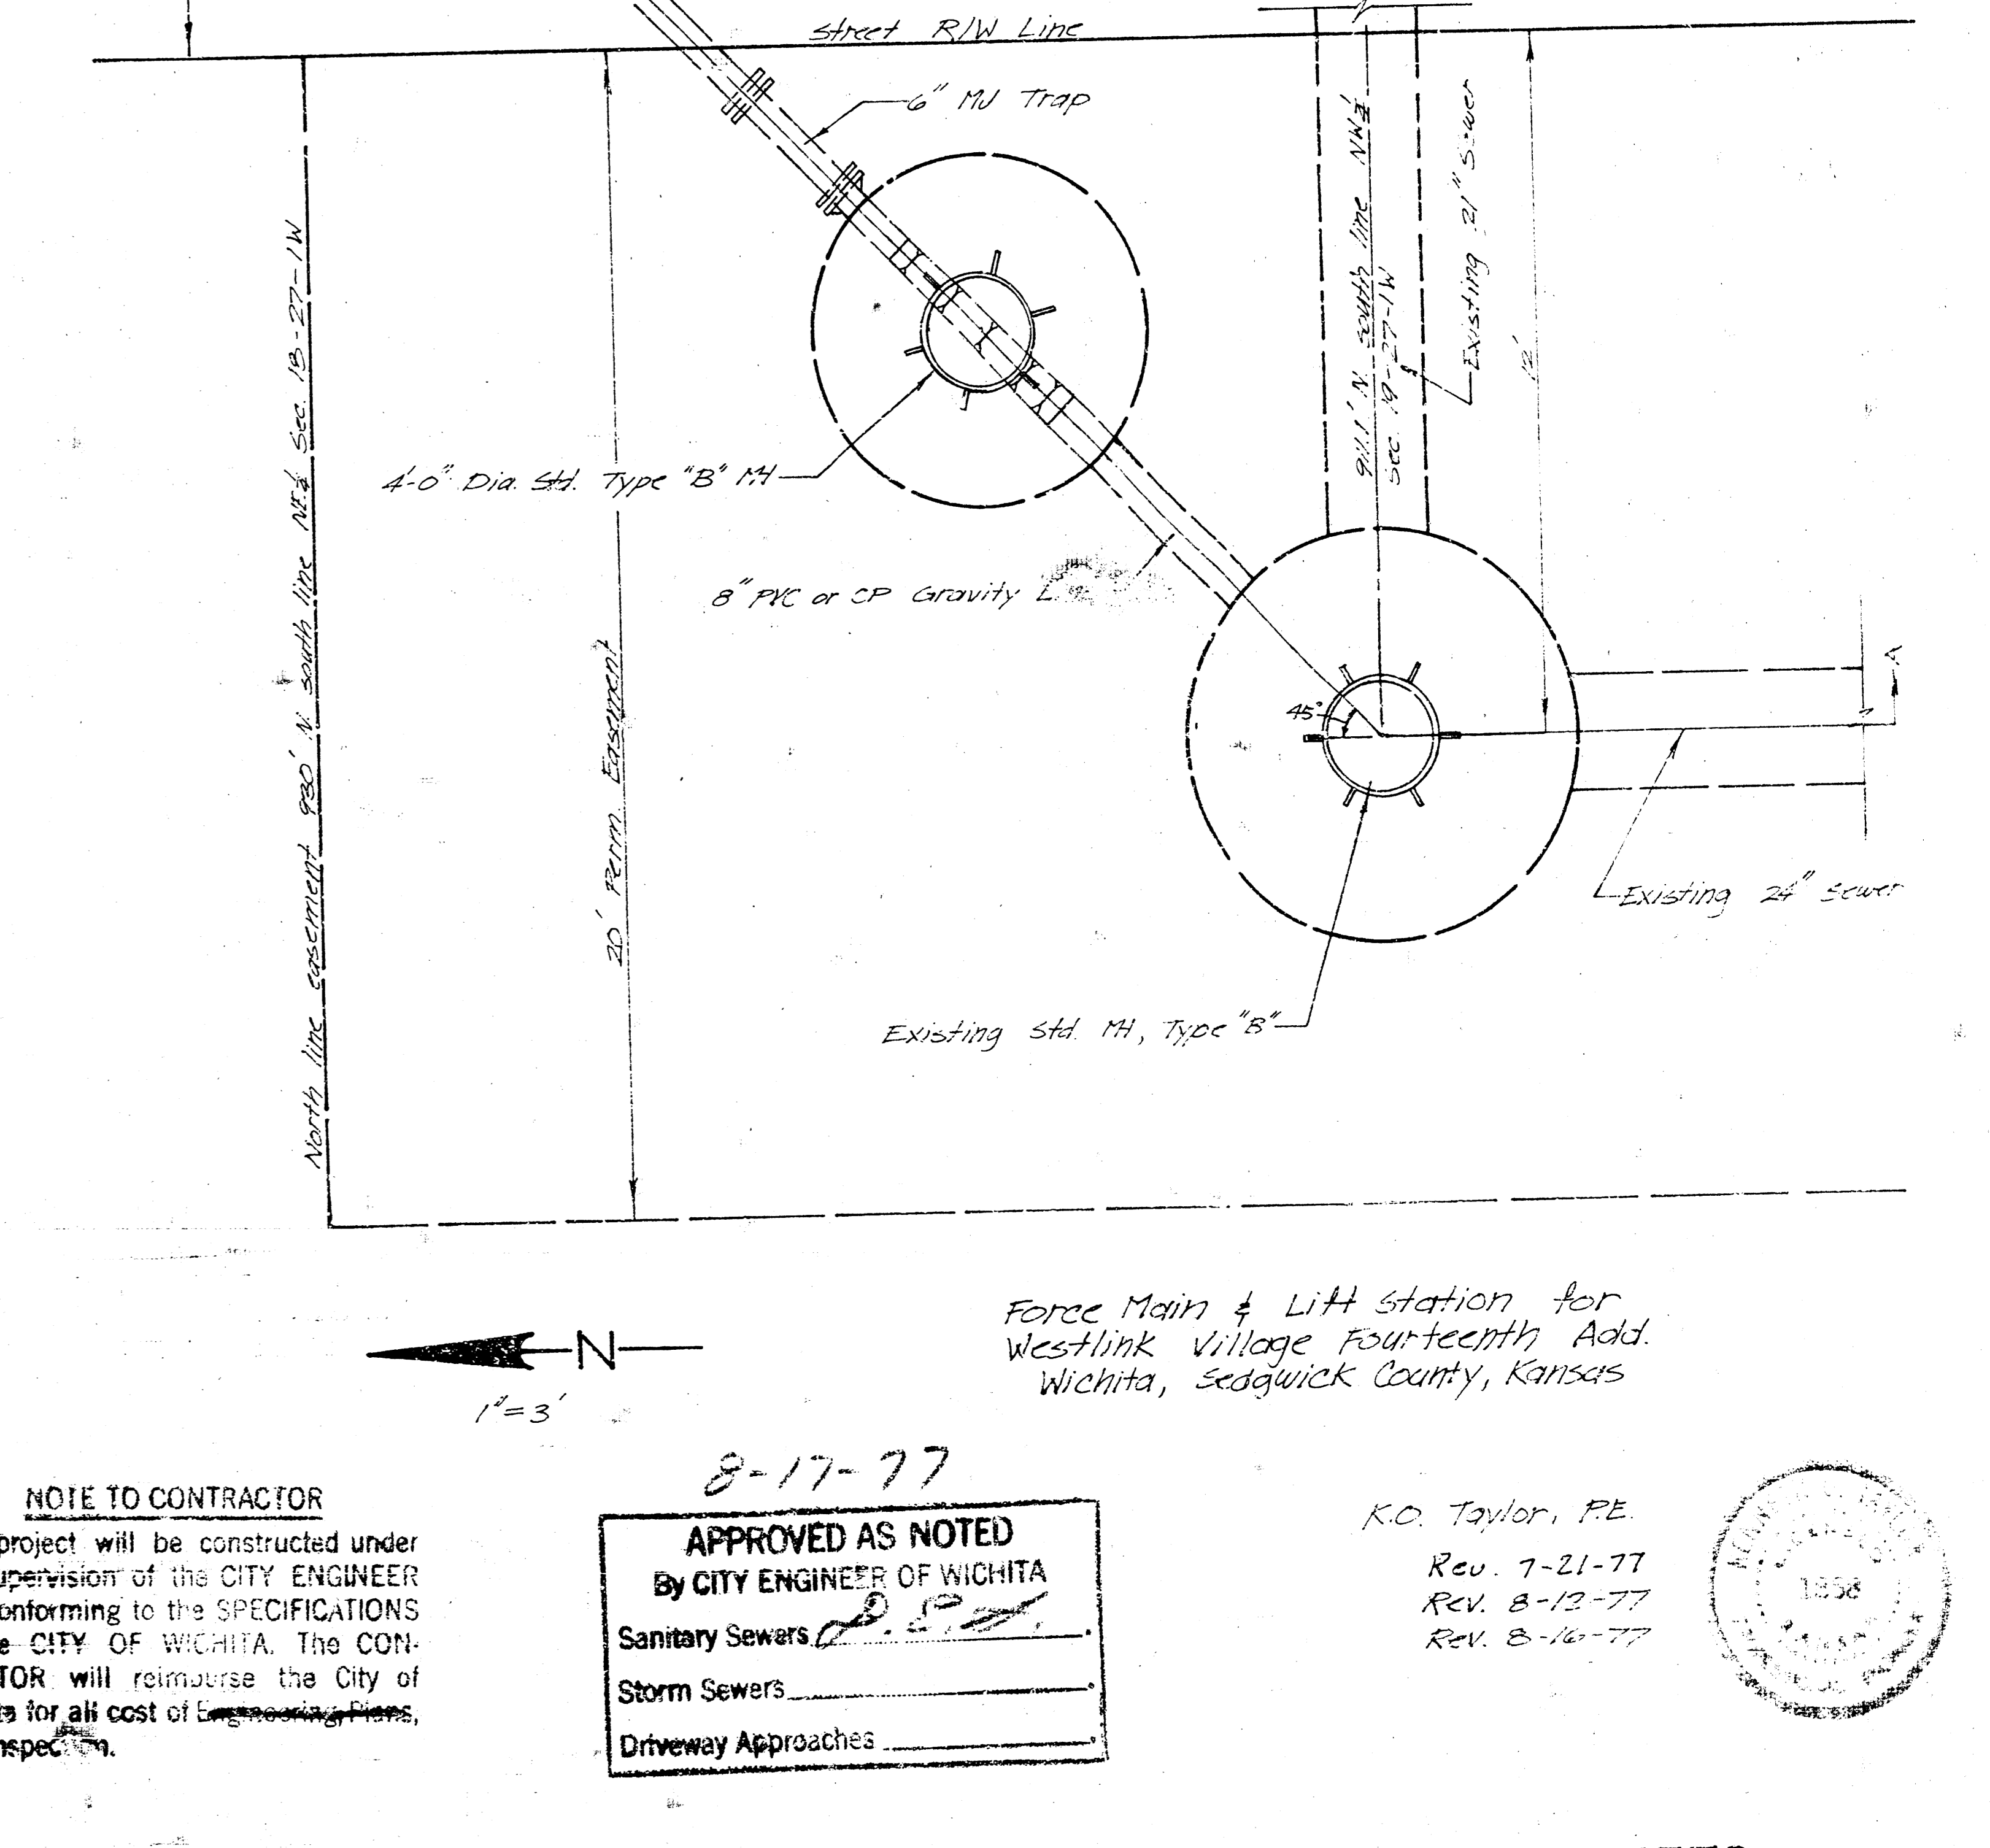 Street R/W Line
6" MJ Trap
North line easement 930' N. south line NE¼ Sec. 13-27-1W
20' Perm. Easement
911.1' N. south line NW¼
Sec. 19-27-1W
Existing 21" Sewer
12'
4'-0" Dia. Std. Type "B" MH
8" PVC or CP Gravity
45°
A
Existing 24" Sewer
Existing Std. MH, Type "B"
N
1"=3'
Force Main & Lift Station for
Westlink Village Fourteenth Add.
Wichita, Sedgwick County, Kansas
8-17-77
NOTE TO CONTRACTOR
project will be constructed under
upervision of the CITY ENGINEER
onforming to the SPECIFICATIONS
e CITY OF WICHITA. The CON-
TOR will reimburse the City of
a for all cost of Engineering, Plans,
nspection.
APPROVED AS NOTED
By CITY ENGINEER OF WICHITA
Sanitary Sewers
Storm Sewers
Driveway Approaches
K.O. Taylor, P.E.
Rev. 7-21-77
Rev. 8-12-77
Rev. 8-16-77